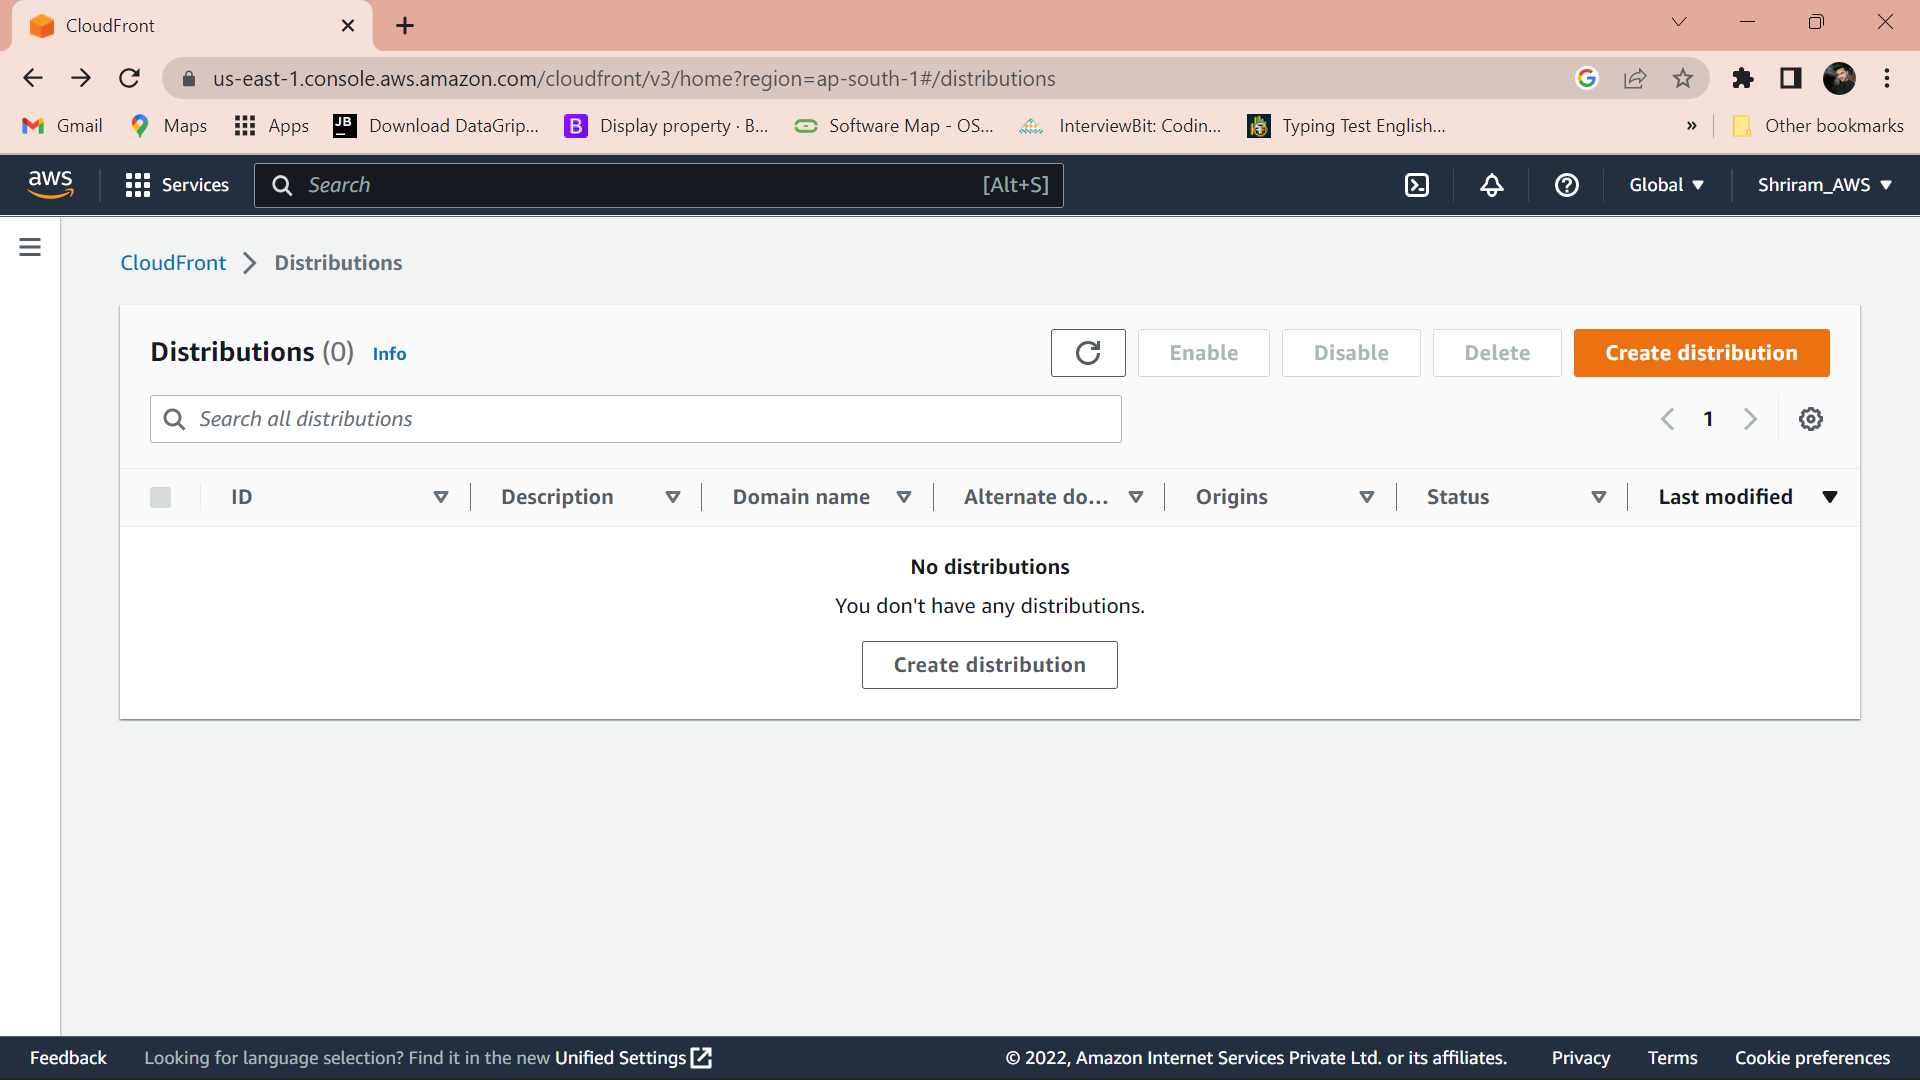 CloudFront
us-east-1.console.aws.amazon.com/cloudfront/v3/home?region=ap-south-1#/distributions
Gmail Maps Apps Download DataGrip... Display property · B... Software Map - OS... InterviewBit: Codin... Typing Test English... » Other bookmarks
aws Services Search [Alt+S] Global Shriram_AWS
CloudFront Distributions
Distributions (0) Info Enable Disable Delete Create distribution
Search all distributions 1
ID Description Domain name Alternate do... Origins Status Last modified
No distributions
You don't have any distributions.
Create distribution
Feedback Looking for language selection? Find it in the new Unified Settings © 2022, Amazon Internet Services Private Ltd. or its affiliates. Privacy Terms Cookie preferences